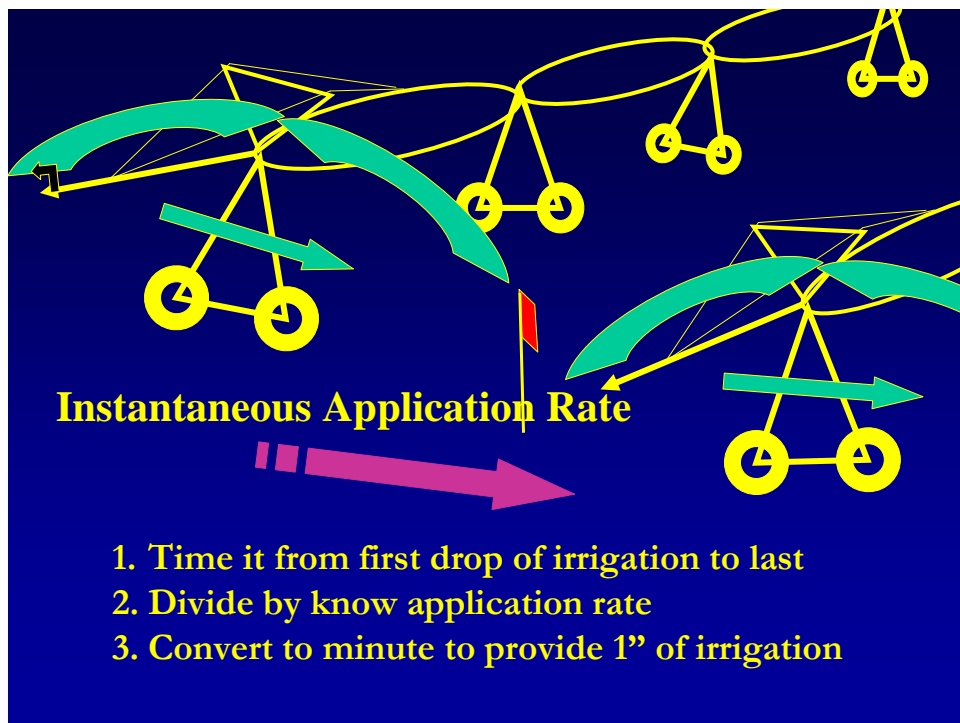 Instantaneous Application Rate
1. Time it from first drop of irrigation to last
2. Divide by know application rate
3. Convert to minute to provide 1” of irrigation